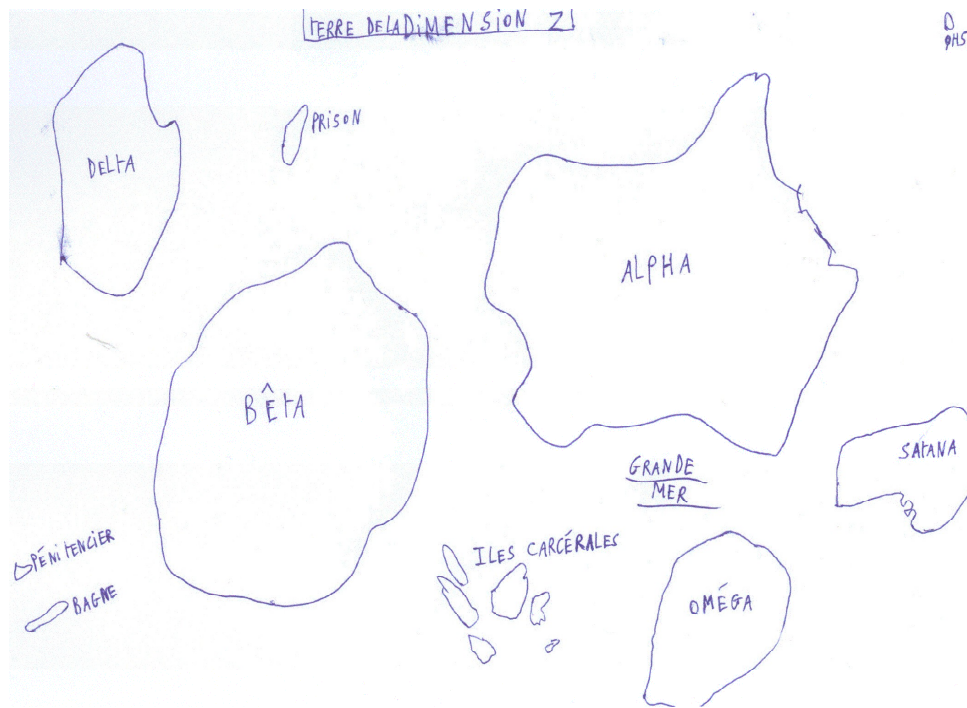 TERRE DE LA DIMENSION Z1
DELTA
PRISON
ALPHA
BÊTA
SATANA
GRANDE
MER
PÉNITENCIER
BAGNE
ILES CARCÉRALES
OMÉGA